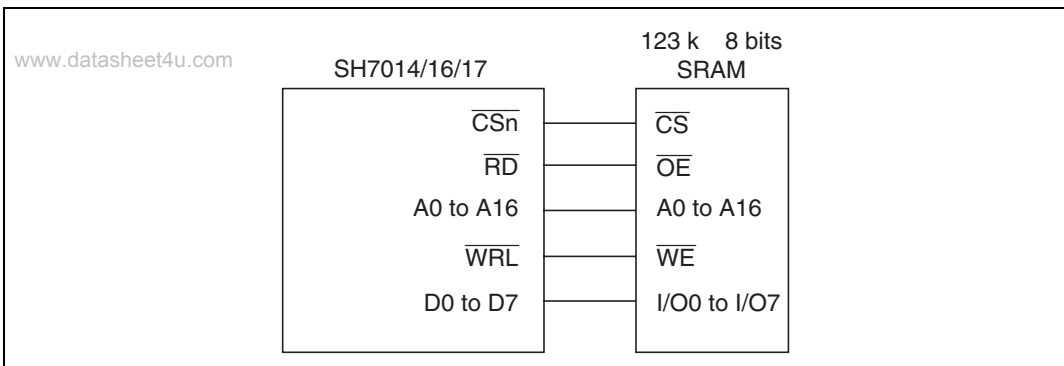 www.datasheet4u.com
123 k 8 bits
SH7014/16/17 SRAM
CSn CS
RD OE
A0 to A16 A0 to A16
WRL WE
D0 to D7 I/O0 to I/O7